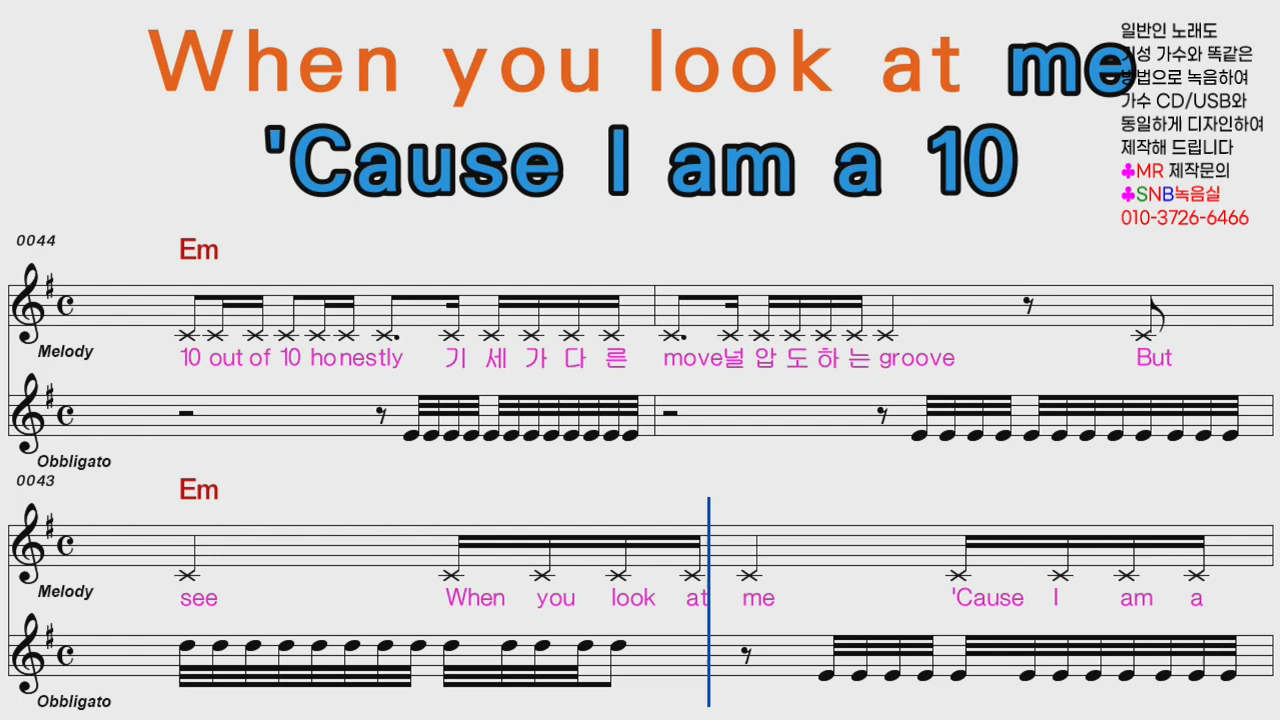 When you look at me
'Cause I am a 10
일반인 노래도
기성 가수와 똑같은
방법으로 녹음하여
가수 CD/USB와
동일하게 디자인하여
제작해 드립니다
♣MR 제작문의
♣SNB녹음실
010-3726-6466
0044
Em
Melody
10 out of 10 honestly 기 세 가 다 른 move널 압 도 하 는 groove But
Obbligato
0043
Em
Melody
see When you look at me 'Cause I am a
Obbligato